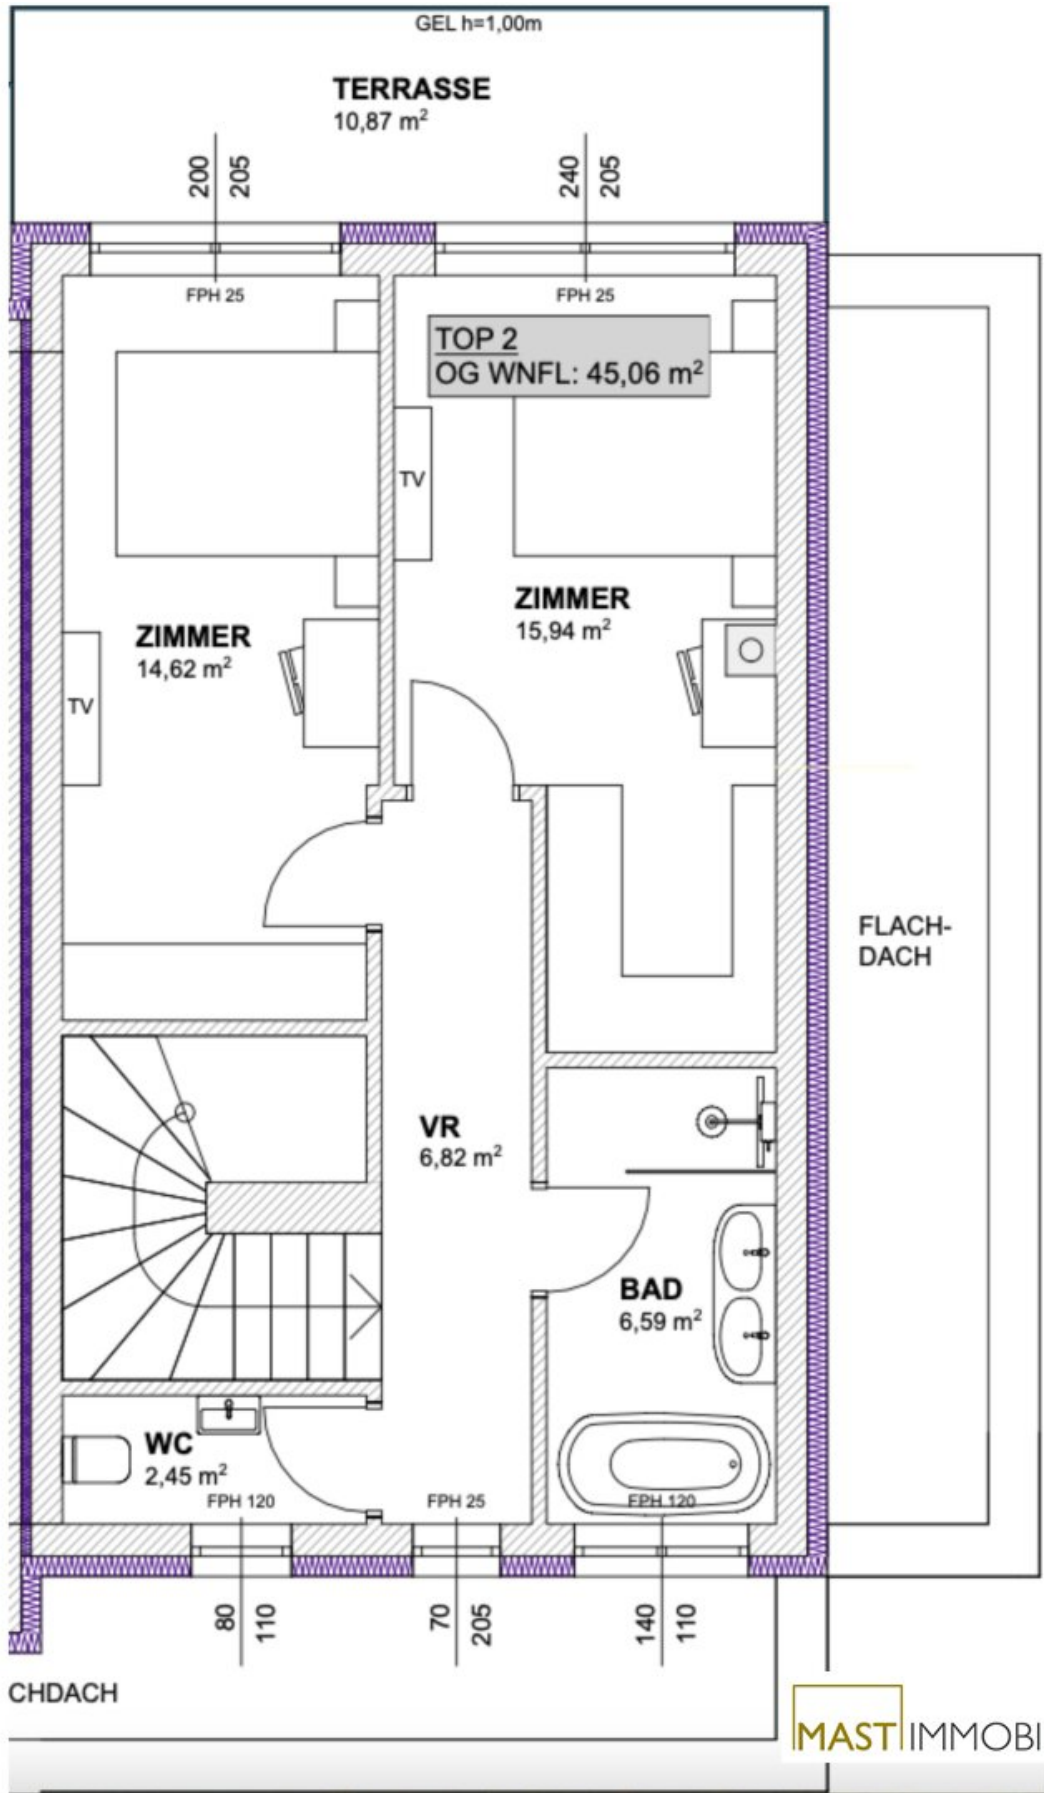 GEL h=1,00m
TERRASSE
10,87 m²
200
205
240
205
FPH 25
FPH 25
TOP 2
OG WNFL: 45,06 m²
TV
ZIMMER
15,94 m²
ZIMMER
14,62 m²
TV
FLACH-
DACH
VR
6,82 m²
BAD
6,59 m²
WC
2,45 m²
FPH 120
FPH 25
FPH 120
80
110
70
205
140
110
CHDACH
MAST IMMOBI